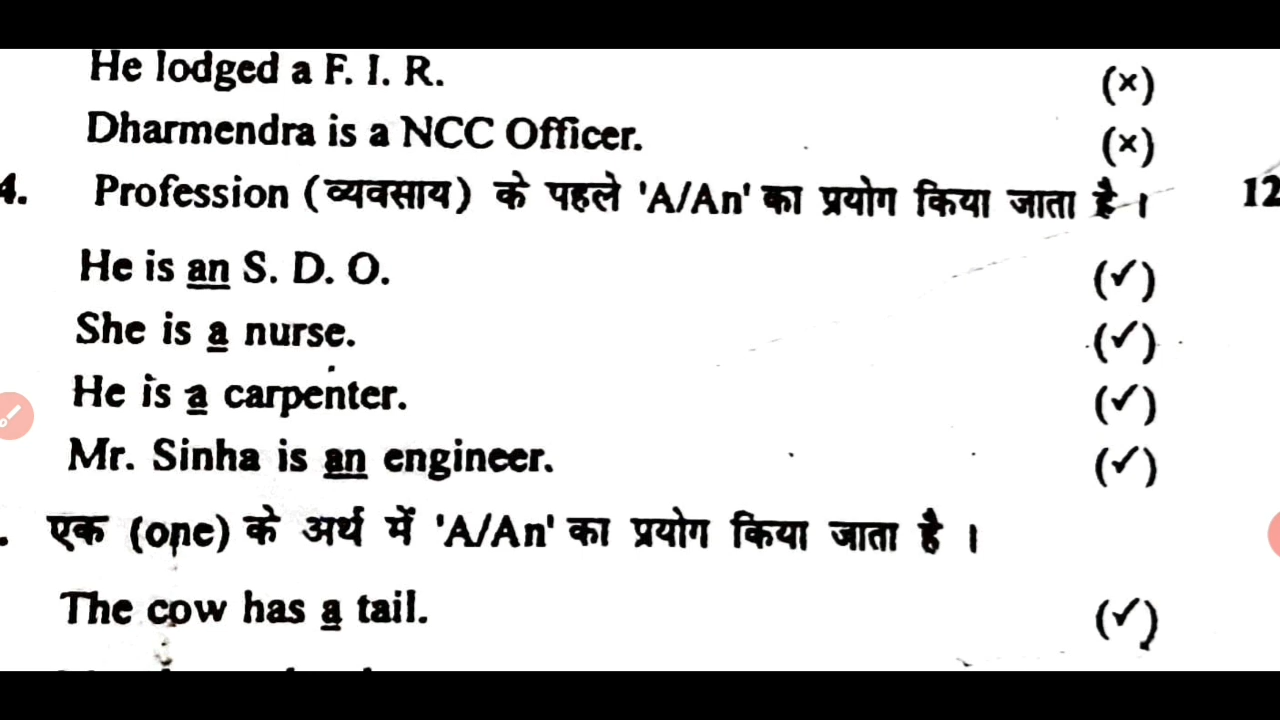 He lodged a F. I. R. (×)
Dharmendra is a NCC Officer. (×)
4. Profession (व्यवसाय) के पहले 'A/An' का प्रयोग किया जाता है । 12
He is an S. D. O. (✓)
She is a nurse. (✓)
He is a carpenter. (✓)
Mr. Sinha is an engineer. (✓)
. एक (one) के अर्थ में 'A/An' का प्रयोग किया जाता है ।
The cow has a tail. (✓)